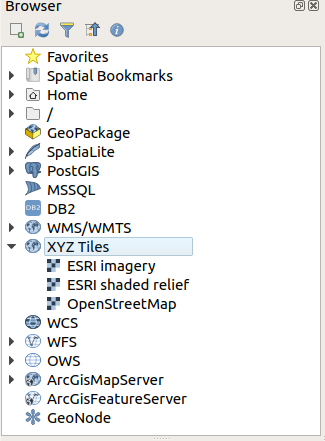 Browser
Favorites
Spatial Bookmarks
Home
/
GeoPackage
SpatiaLite
PostGIS
MSSQL
DB2 DB2
WMS/WMTS
XYZ Tiles
ESRI imagery
ESRI shaded relief
OpenStreetMap
WCS
WFS
OWS
ArcGisMapServer
ArcGisFeatureServer
GeoNode